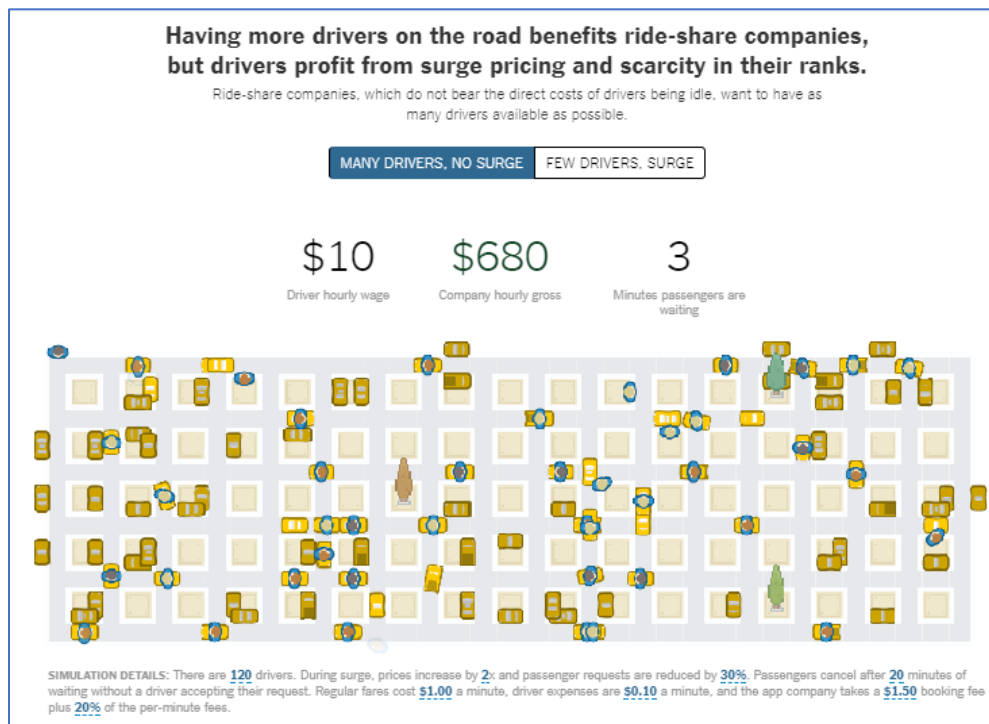 Having more drivers on the road benefits ride-share companies,
but drivers profit from surge pricing and scarcity in their ranks.
Ride-share companies, which do not bear the direct costs of drivers being idle, want to have as
many drivers available as possible.
MANY DRIVERS, NO SURGE FEW DRIVERS, SURGE
$10 $680 3
Driver hourly wage Company hourly gross Minutes passengers are
waiting
SIMULATION DETAILS: There are 120 drivers. During surge, prices increase by 2x and passenger requests are reduced by 30%. Passengers cancel after 20 minutes of
waiting without a driver accepting their request. Regular fares cost $1.00 a minute, driver expenses are $0.10 a minute, and the app company takes a $1.50 booking fee
plus 20% of the per-minute fees.